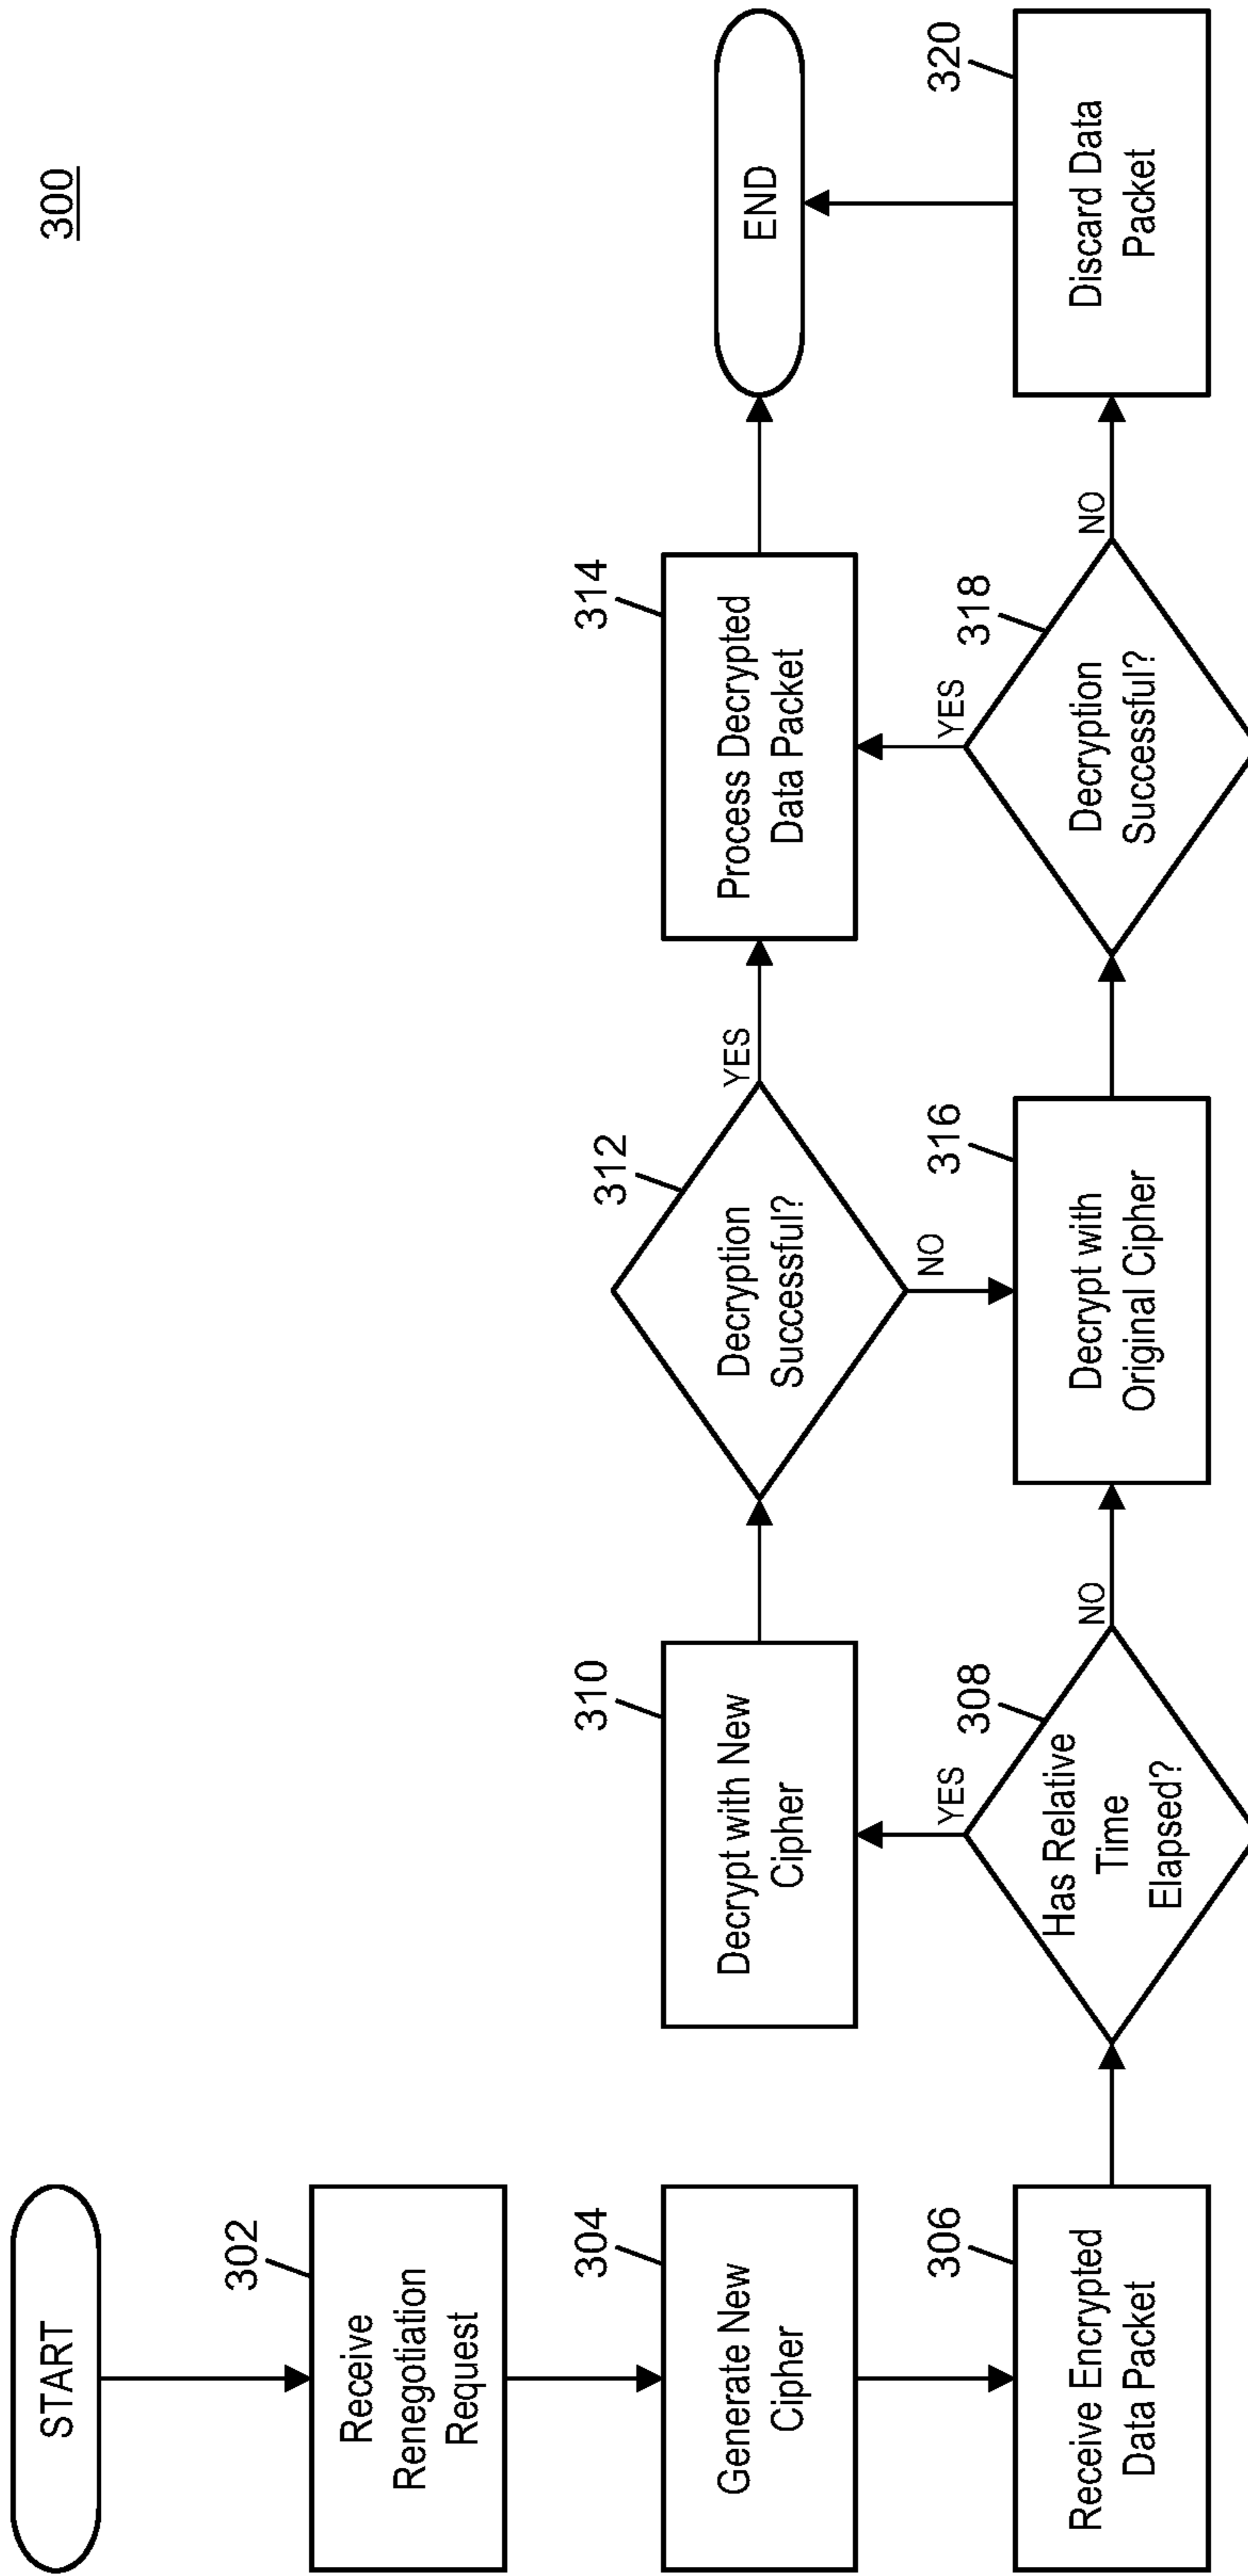 300
START
302
Receive
Renegotiation
Request
304
Generate New
Cipher
306
Receive Encrypted
Data Packet
308
Has Relative
Time
Elapsed?
YES
NO
310
Decrypt with New
Cipher
312
Decryption
Successful?
YES
NO
314
Process Decrypted
Data Packet
316
Decrypt with
Original Cipher
318
Decryption
Successful?
YES
NO
320
Discard Data
Packet
END